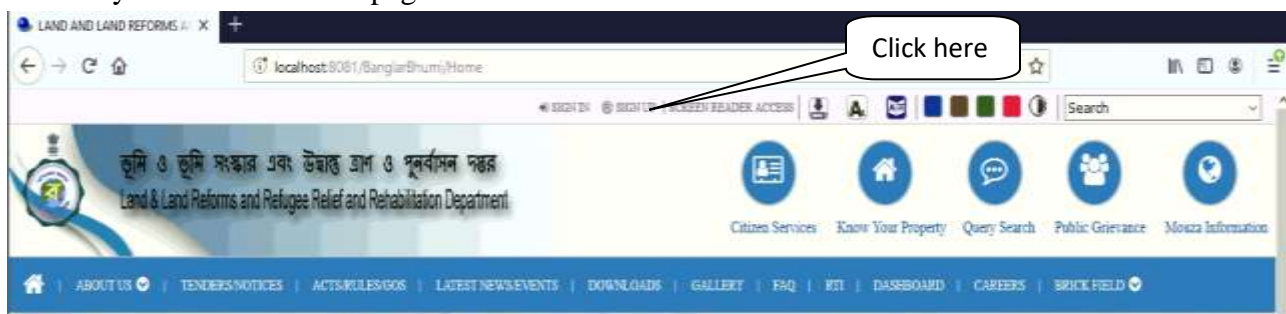 LAND AND LAND REFORMS A
Click here
localhost:8081/BanglarBhumi/Home
SIGN IN SIGN UP | SCREEN READER ACCESS A Search
ভূমি ও ভূমি সংস্কার এবং উদ্বাস্তু ত্রাণ ও পুনর্বাসন দপ্তর
Land & Land Reforms and Refugee Relief and Rehabilitation Department
Citizen Services Know Your Property Query Search Public Grievance Mouza Information
ABOUT US | TENDERS/NOTICES | ACTS/RULES/GOS | LATEST NEWS/EVENTS | DOWNLOADS | GALLERY | FAQ | RTI | DASHBOARD | CAREERS | BRICK FIELD